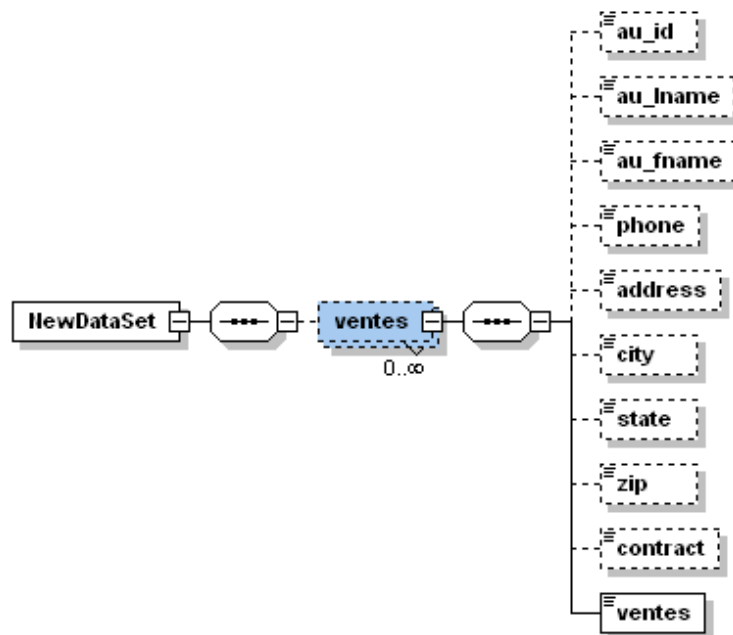 au_id
au_lname
au_fname
phone
address
NewDataSet
ventes
0..∞
city
state
zip
contract
ventes